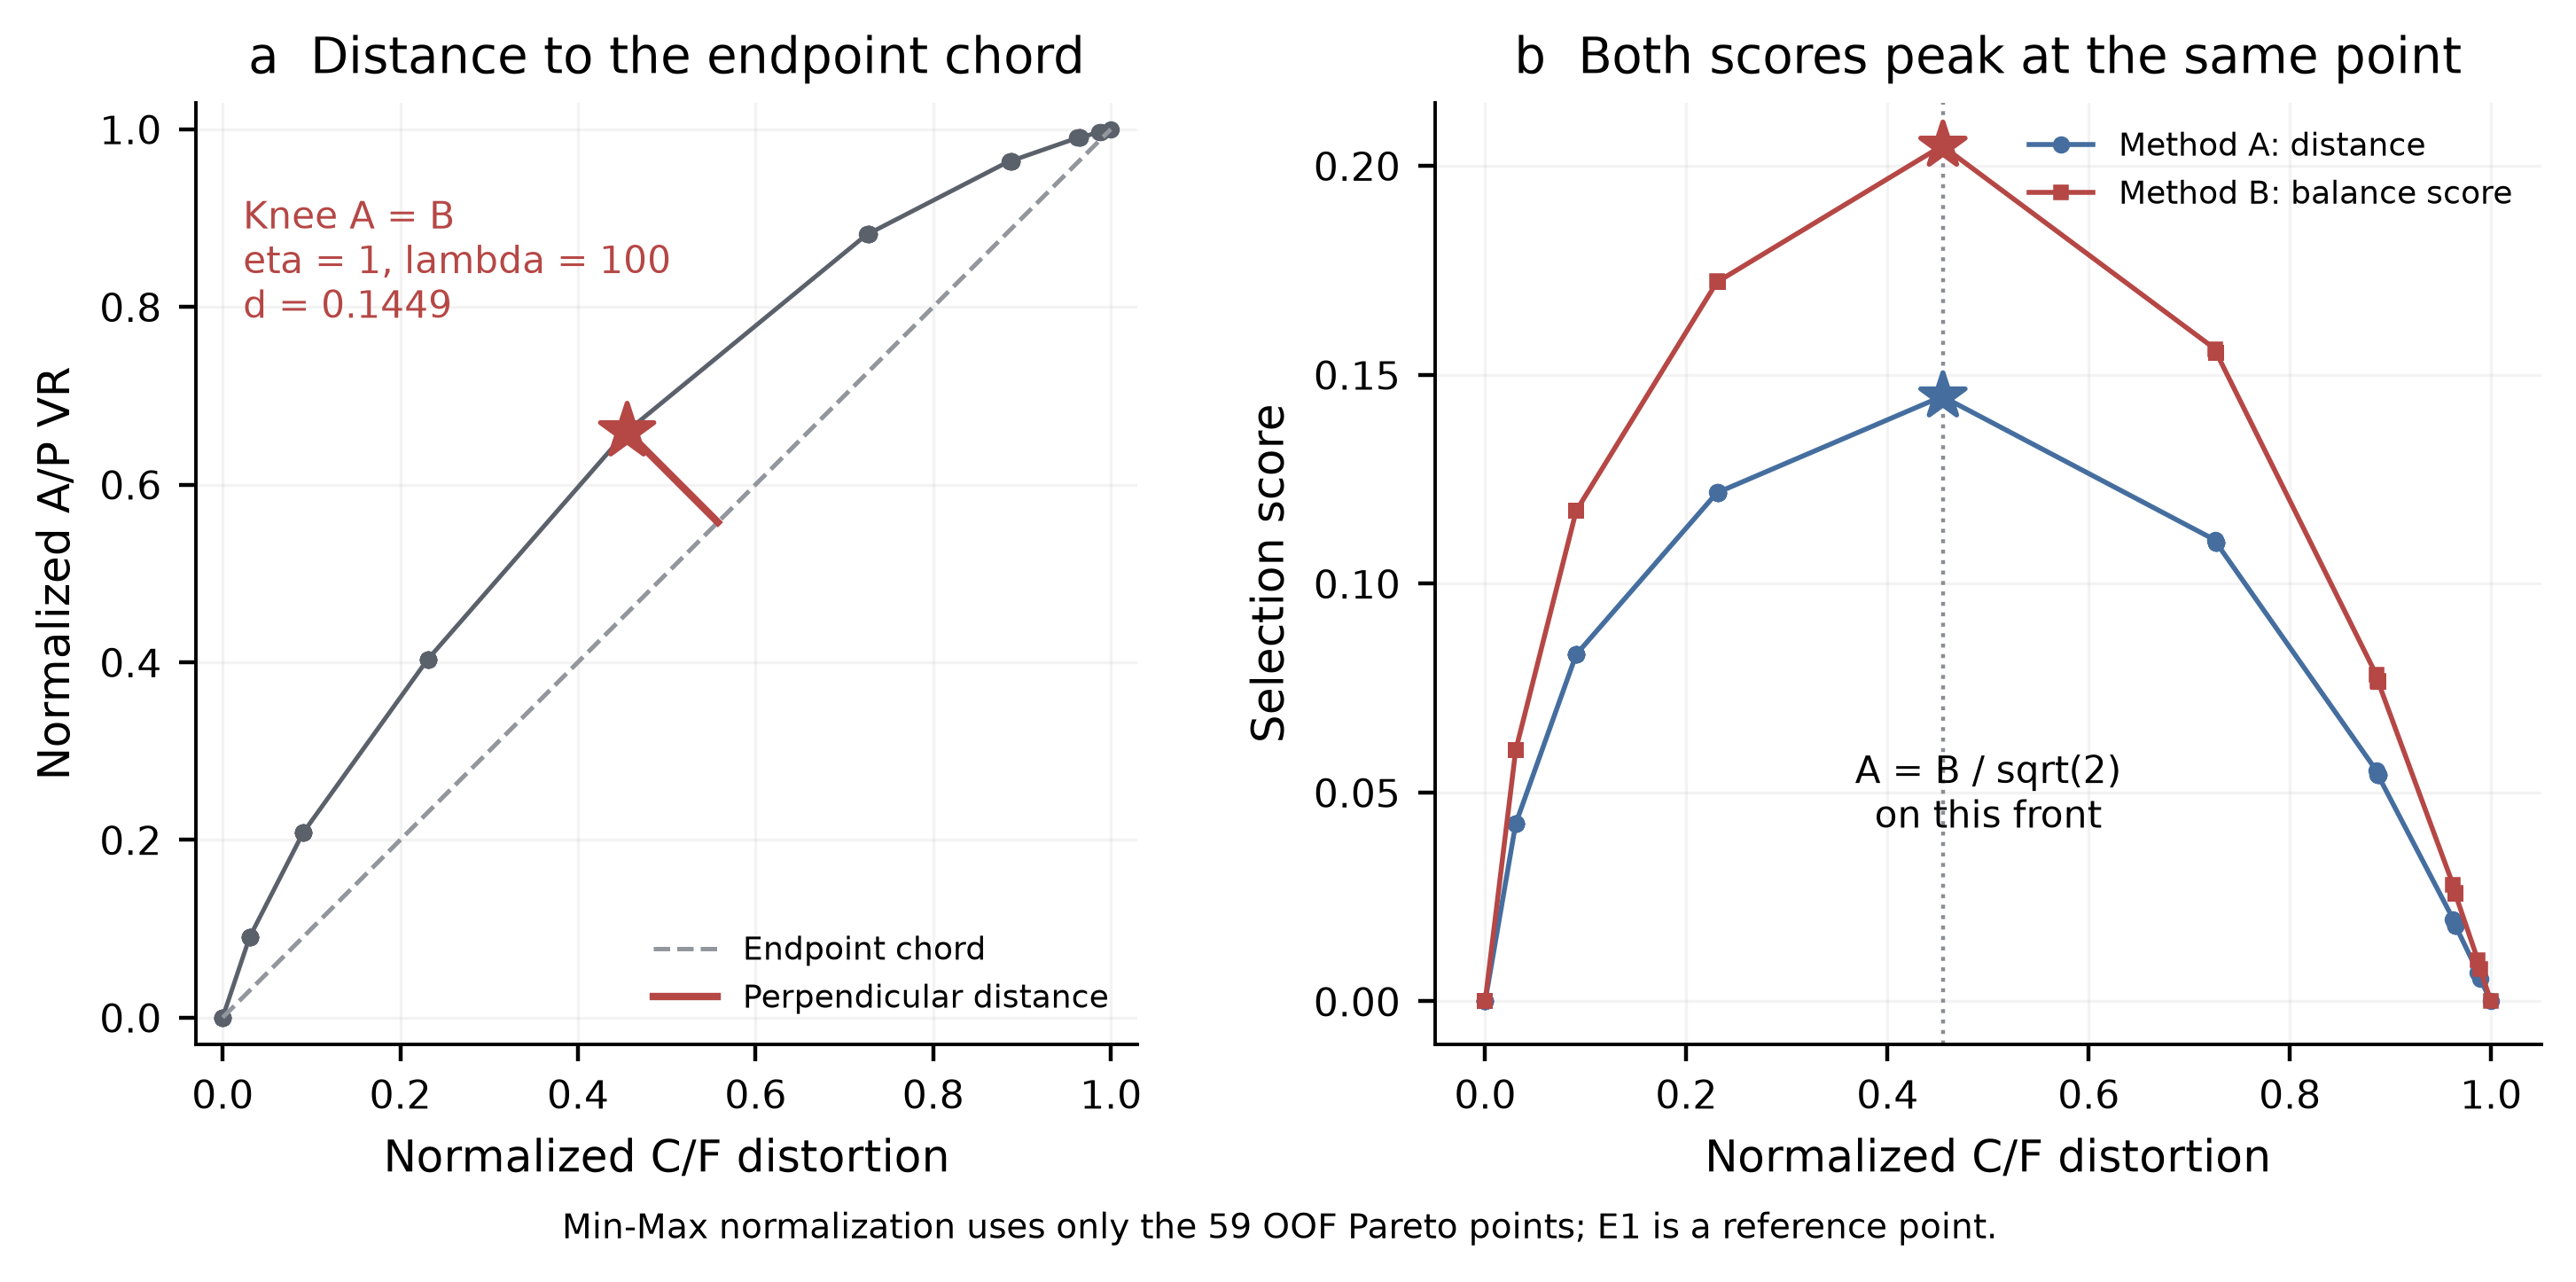 a  Distance to the endpoint chord
Normalized A/P VR
1.0
0.8
0.6
0.4
0.2
0.0
Knee A = B
eta = 1, lambda = 100
d = 0.1449
Endpoint chord
Perpendicular distance
0.0 0.2 0.4 0.6 0.8 1.0
Normalized C/F distortion
b  Both scores peak at the same point
Selection score
0.20
0.15
0.10
0.05
0.00
Method A: distance
Method B: balance score
A = B / sqrt(2)
on this front
0.0 0.2 0.4 0.6 0.8 1.0
Normalized C/F distortion
Min-Max normalization uses only the 59 OOF Pareto points; E1 is a reference point.